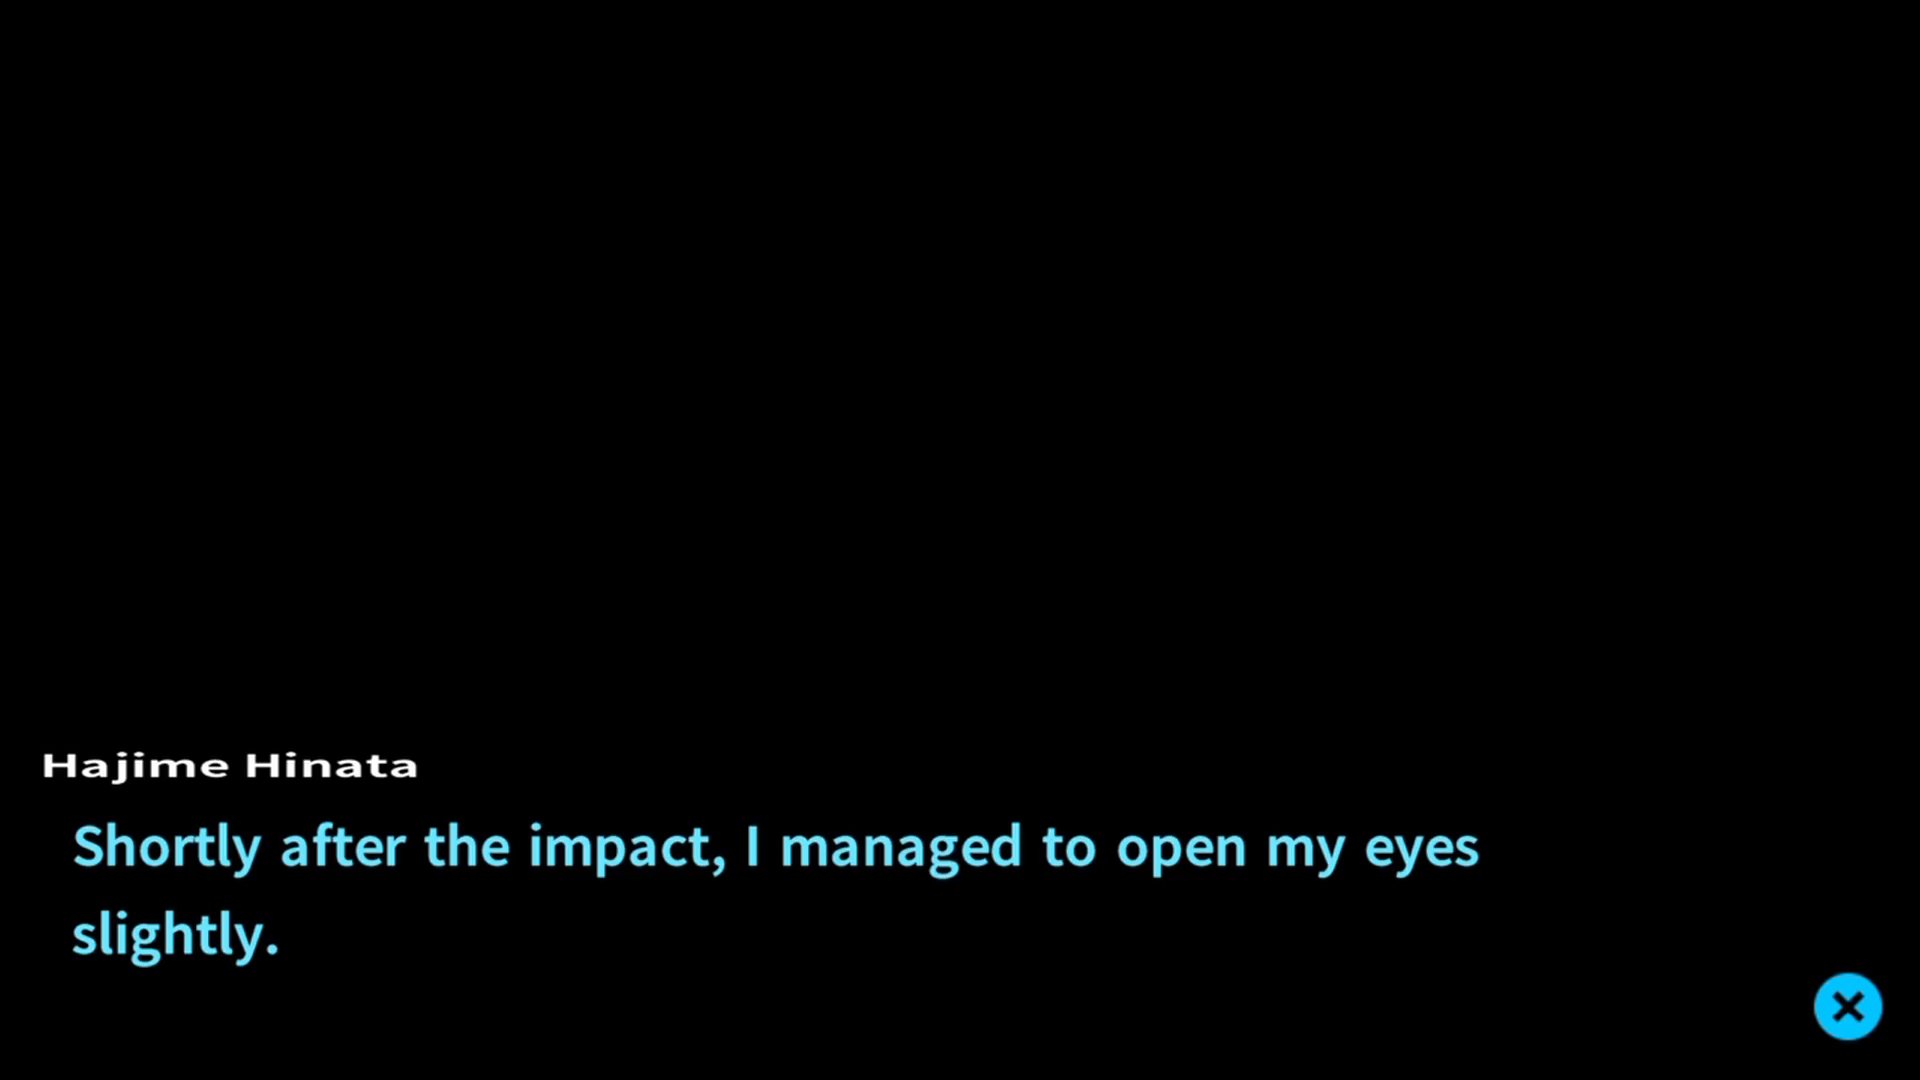 Hajime Hinata
Shortly after the impact, I managed to open my eyes
slightly.